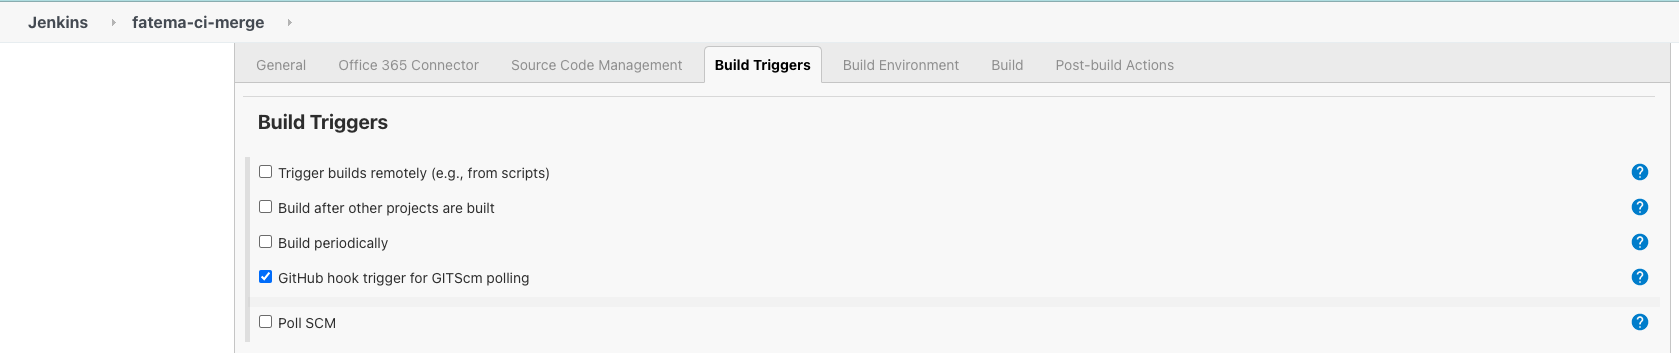 Jenkins fatema-ci-merge
General Office 365 Connector Source Code Management Build Triggers Build Environment Build Post-build Actions
Build Triggers
Trigger builds remotely (e.g., from scripts) ?
Build after other projects are built ?
Build periodically ?
GitHub hook trigger for GITScm polling ?
Poll SCM ?